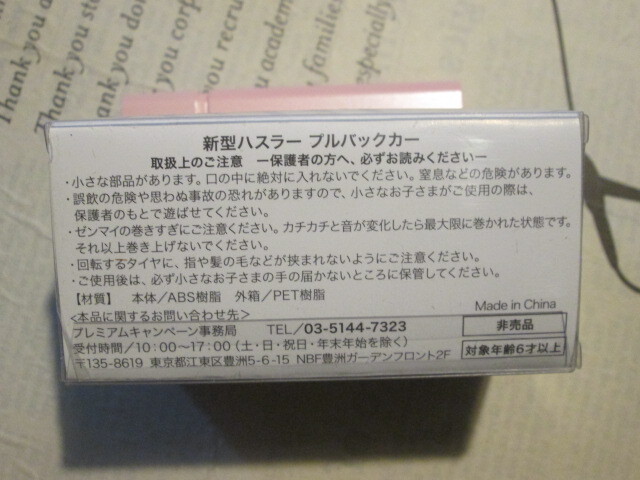 Thank you stu
Thank you don
t you corpor
you recru
u academ
r families
especially
新型ハスラー プルバックカー
取扱上のご注意 ー保護者の方へ、必ずお読みくださいー
・小さな部品があります。口の中に絶対に入れないでください。窒息などの危険があります。
・誤飲の危険や思わぬ事故の恐れがありますので、小さなお子さまがご使用の際は、
保護者のもとで遊ばせてください。
・ゼンマイの巻きすぎにご注意ください。カチカチと音が変化したら最大限に巻かれた状態です。
それ以上巻き上げないでください。
・回転するタイヤに、指や髪の毛などが挟まれないようにご注意ください。
・ご使用後は、必ず小さなお子さまの手の届かないところに保管してください。
【材質】 本体/ABS樹脂 外箱/PET樹脂
Made in China
<本品に関するお問い合わせ先>
プレミアムキャンペーン事務局 TEL/03-5144-7323
非売品
受付時間/10:00~17:00(土・日・祝日・年末年始を除く)
〒135-8619 東京都江東区豊洲5-6-15 NBF豊洲ガーデンフロント2F
対象年齢6才以上